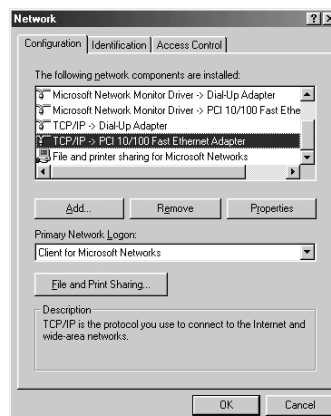 Network
Configuration Identification Access Control
The following network components are installed:
Microsoft Network Monitor Driver -> Dial-Up Adapter
Microsoft Network Monitor Driver -> PCI 10/100 Fast Ethe
TCP/IP -> Dial-Up Adapter
TCP/IP -> PCI 10/100 Fast Ethernet Adapter
File and printer sharing for Microsoft Networks
Add... Remove Properties
Primary Network Logon:
Client for Microsoft Networks
File and Print Sharing...
Description
TCP/IP is the protocol you use to connect to the Internet and
wide-area networks.
OK Cancel